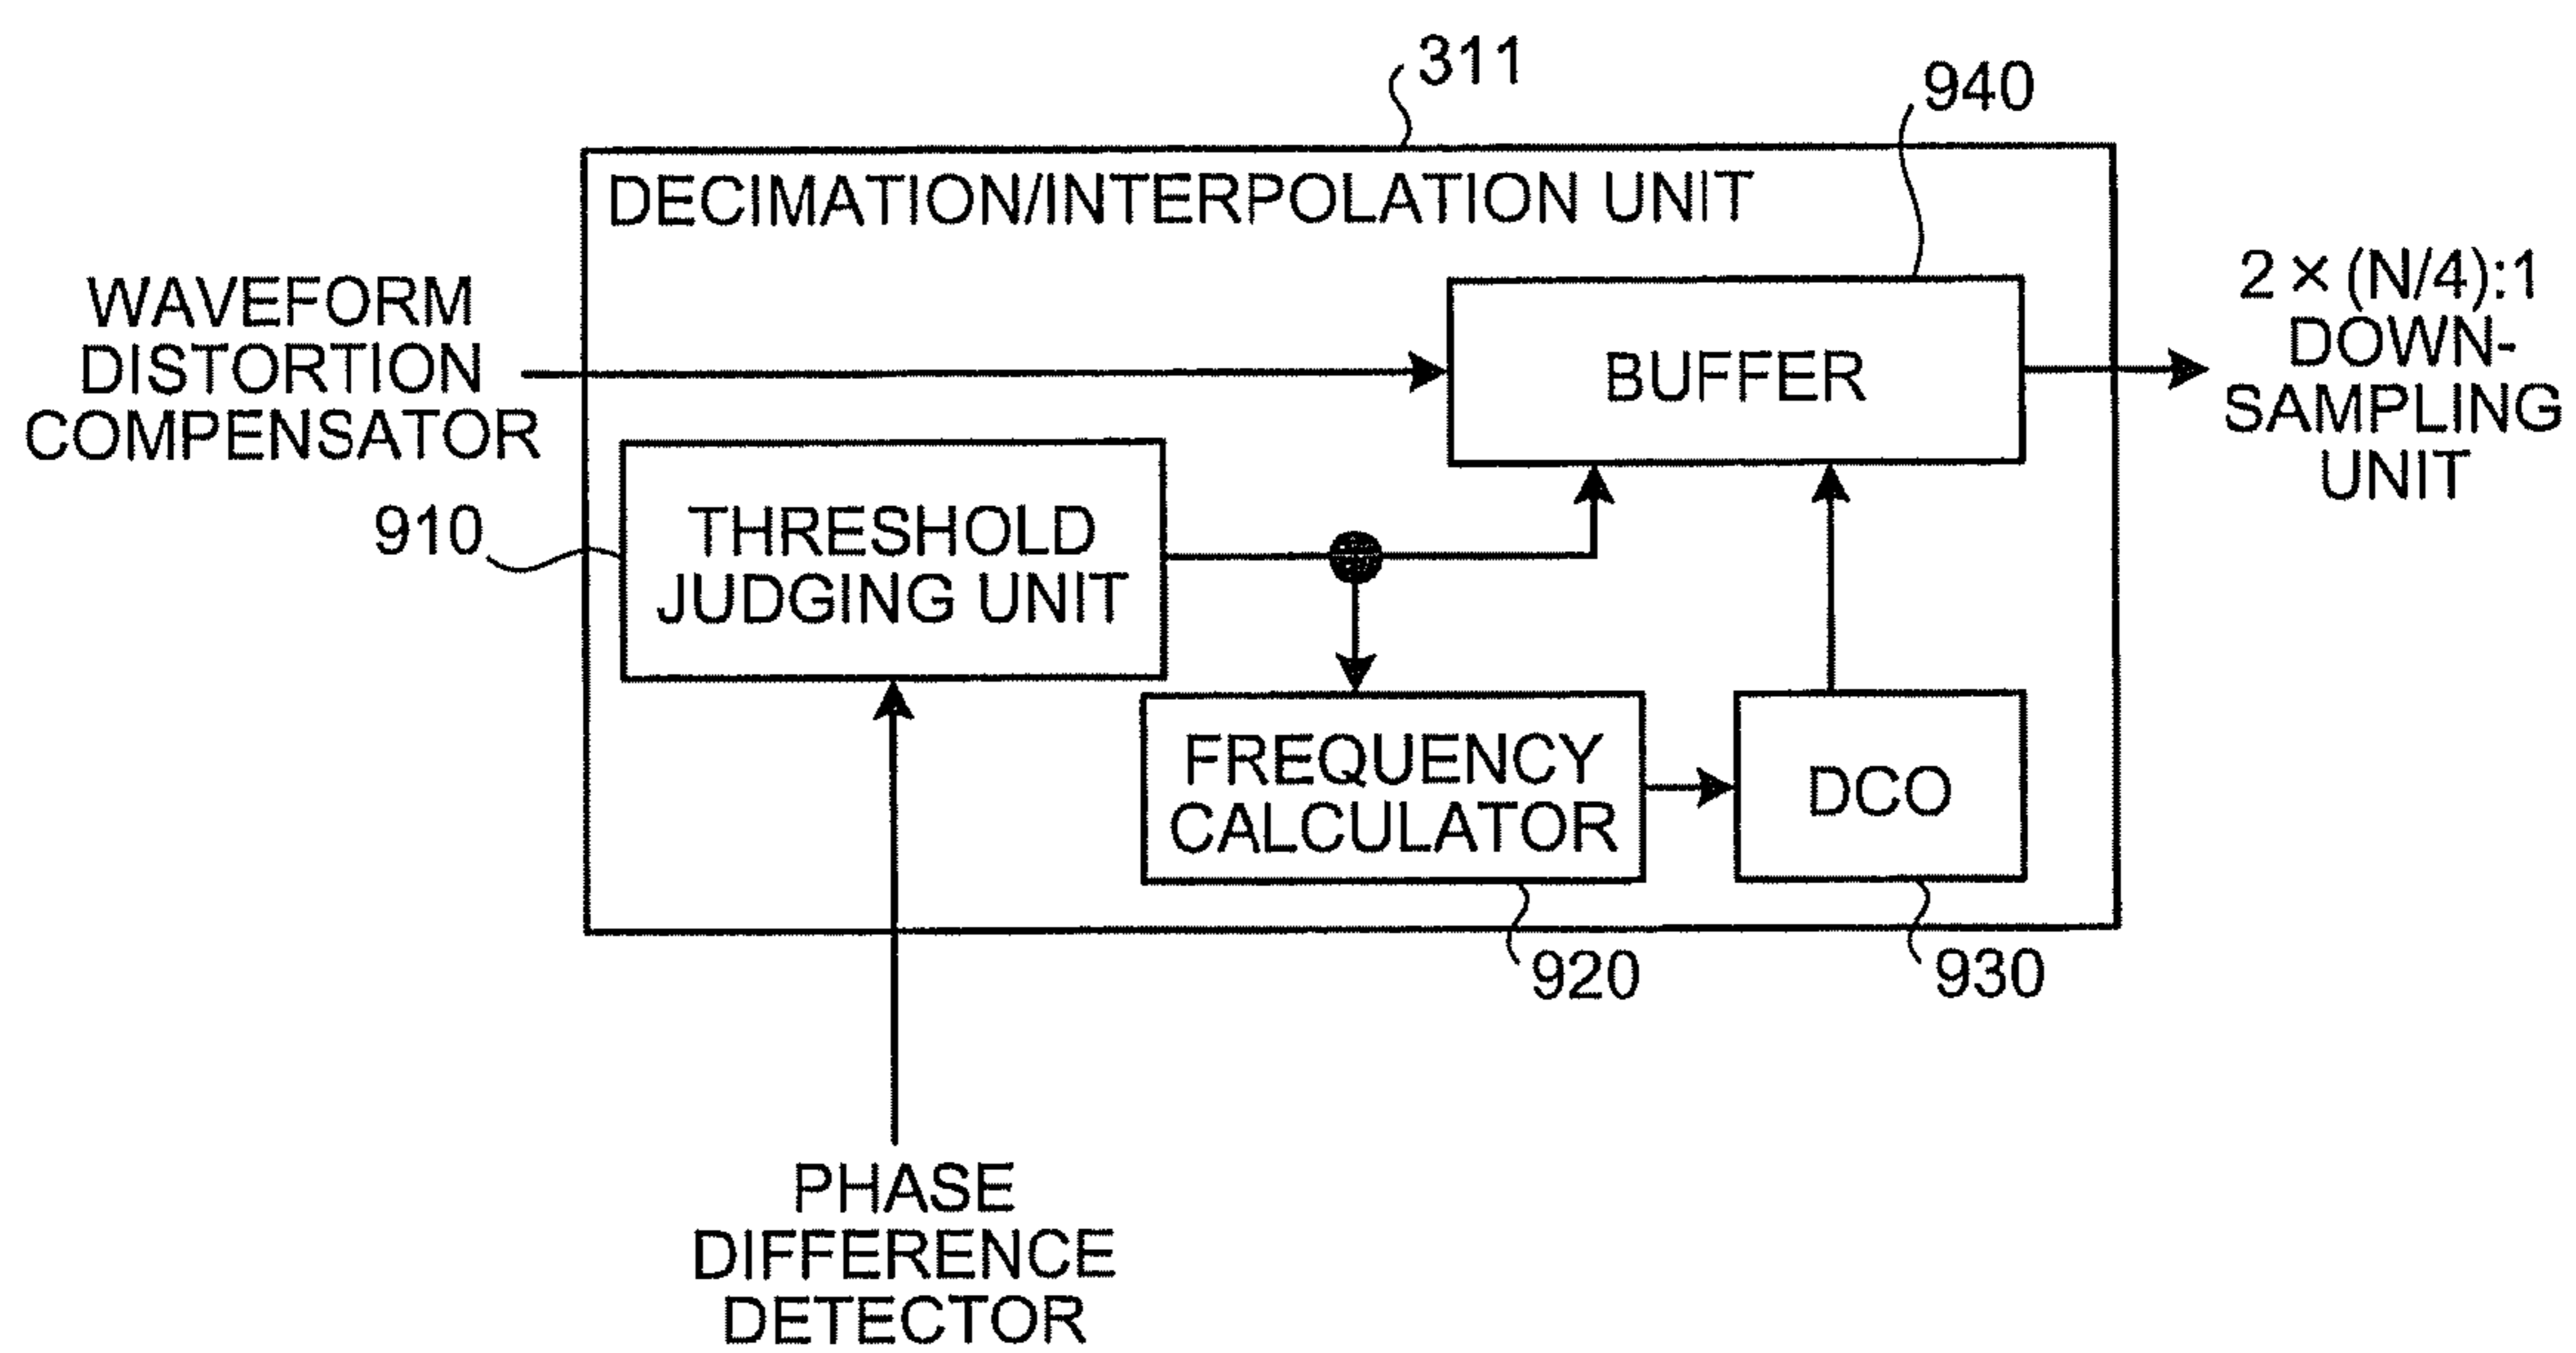 311
940
DECIMATION/INTERPOLATION UNIT
WAVEFORM
DISTORTION
COMPENSATOR
BUFFER
2 × (N/4):1
DOWN-
SAMPLING
UNIT
910
THRESHOLD
JUDGING UNIT
FREQUENCY
CALCULATOR
DCO
920
930
PHASE
DIFFERENCE
DETECTOR